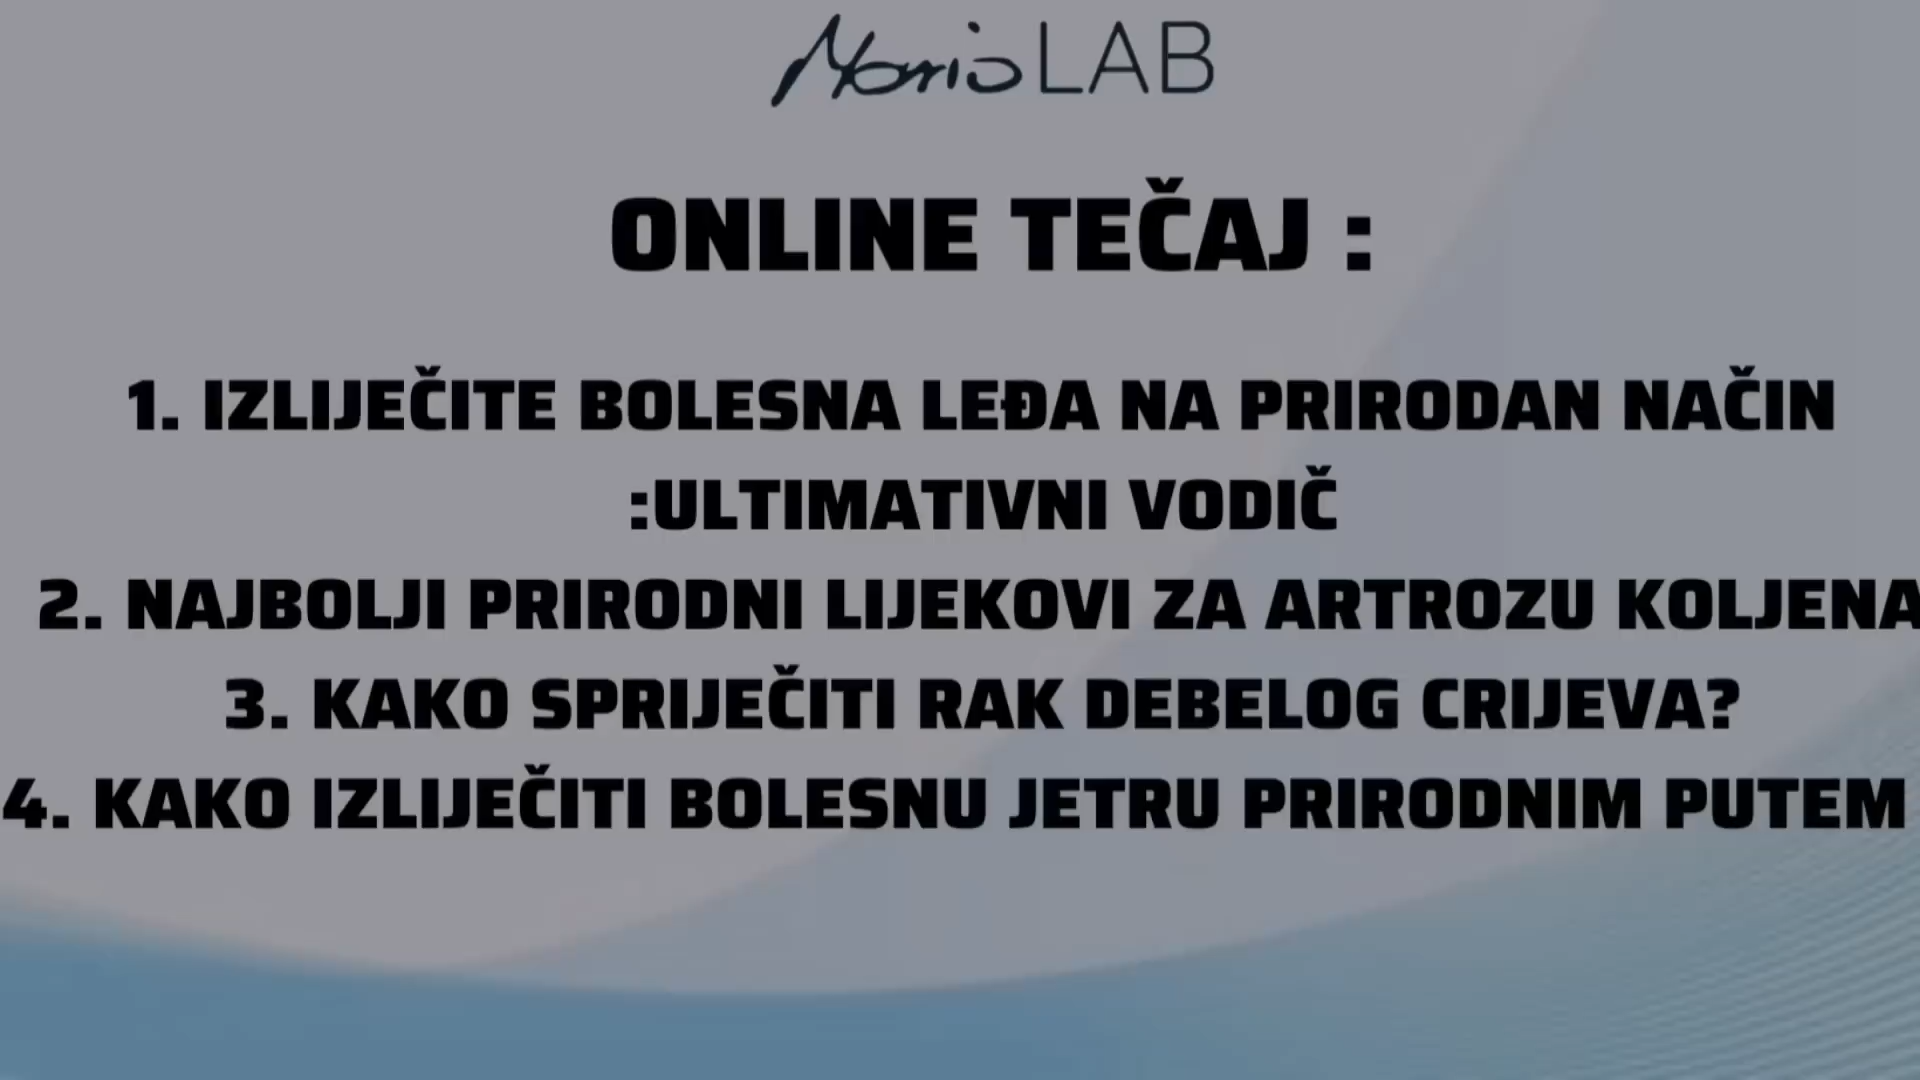 MarioLAB
ONLINE TEČAJ :
1. IZLIJEČITE BOLESNA LEĐA NA PRIRODAN NAČIN
:ULTIMATIVNI VODIČ
2. NAJBOLJI PRIRODNI LIJEKOVI ZA ARTROZU KOLJENA
3. KAKO SPRIJEČITI RAK DEBELOG CRIJEVA?
4. KAKO IZLIJEČITI BOLESNU JETRU PRIRODNIM PUTEM